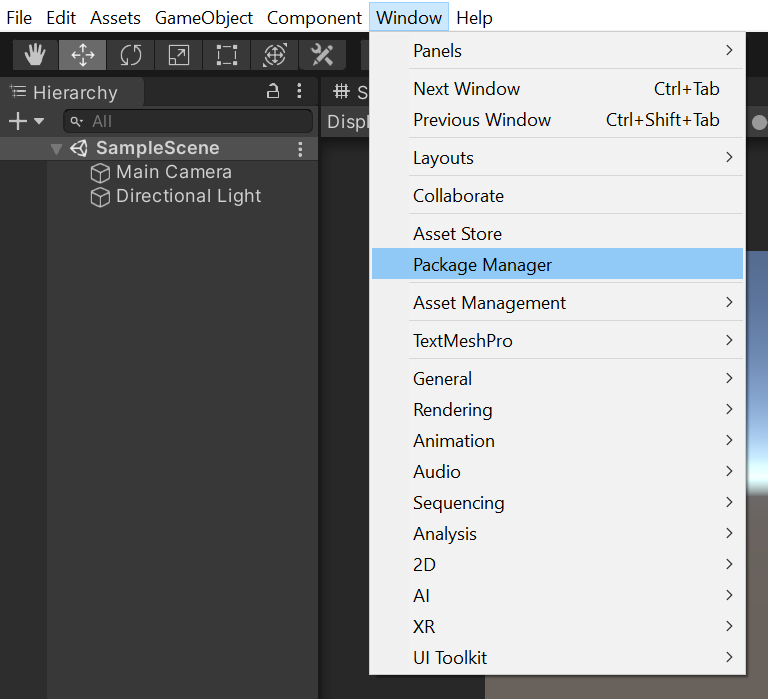 File Edit Assets GameObject Component Window Help
Hierarchy
All
SampleScene
Main Camera
Directional Light
S
Displ
Panels
Next Window Ctrl+Tab
Previous Window Ctrl+Shift+Tab
Layouts
Collaborate
Asset Store
Package Manager
Asset Management
TextMeshPro
General
Rendering
Animation
Audio
Sequencing
Analysis
2D
AI
XR
UI Toolkit